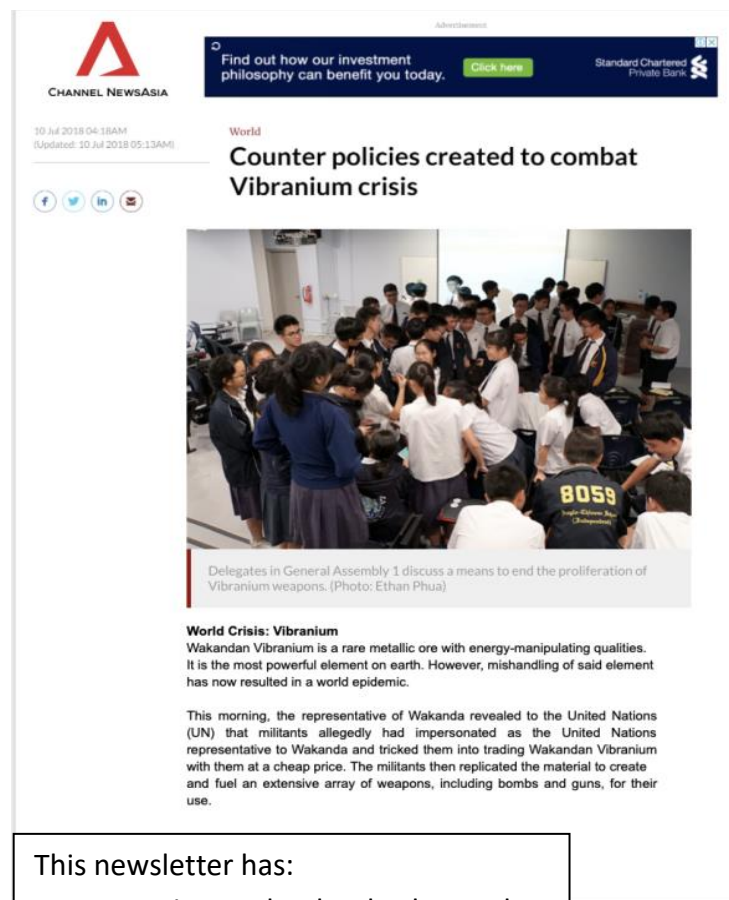 Advertisement
Find out how our investment
philosophy can benefit you today.
Click here
Standard Chartered
Private Bank
CHANNEL NEWSASIA
10 Jul 2018 04:18AM
(Updated: 10 Jul 2018 05:13AM)
World
Counter policies created to combat
Vibranium crisis
8059
Anglo-Chinese School
(Independent)
Delegates in General Assembly 1 discuss a means to end the proliferation of
Vibranium weapons. (Photo: Ethan Phua)
World Crisis: Vibranium
Wakandan Vibranium is a rare metallic ore with energy-manipulating qualities.
It is the most powerful element on earth. However, mishandling of said element
has now resulted in a world epidemic.
This morning, the representative of Wakanda revealed to the United Nations
(UN) that militants allegedly had impersonated as the United Nations
representative to Wakanda and tricked them into trading Wakandan Vibranium
with them at a cheap price. The militants then replicated the material to create
and fuel an extensive array of weapons, including bombs and guns, for their
use.
This newsletter has: